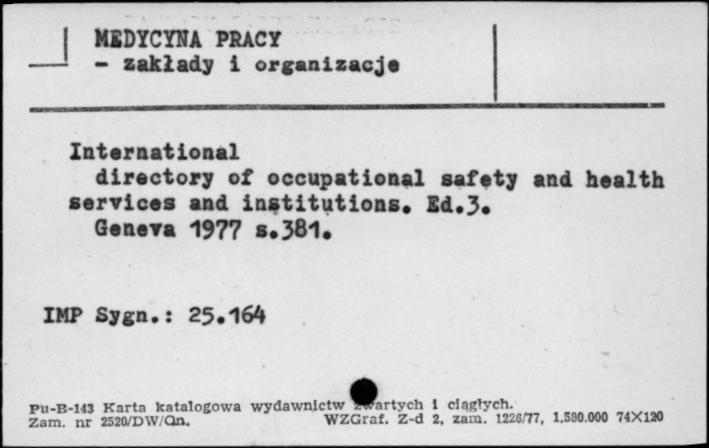 MEDYCYNA PRACY
- zakłady i organizacje
International
directory of occupational safety and health
services and institutions. Ed.3.
Geneva 1977 s.381.
IMP Sygn.: 25.164
Pu-B-143 Karta katalogowa wydawnictw zwartych i ciągłych.
Zam. nr 2520/DW/Qn. WZGraf. Z-d 2, zam. 1226/77, 1,580.000 74×120